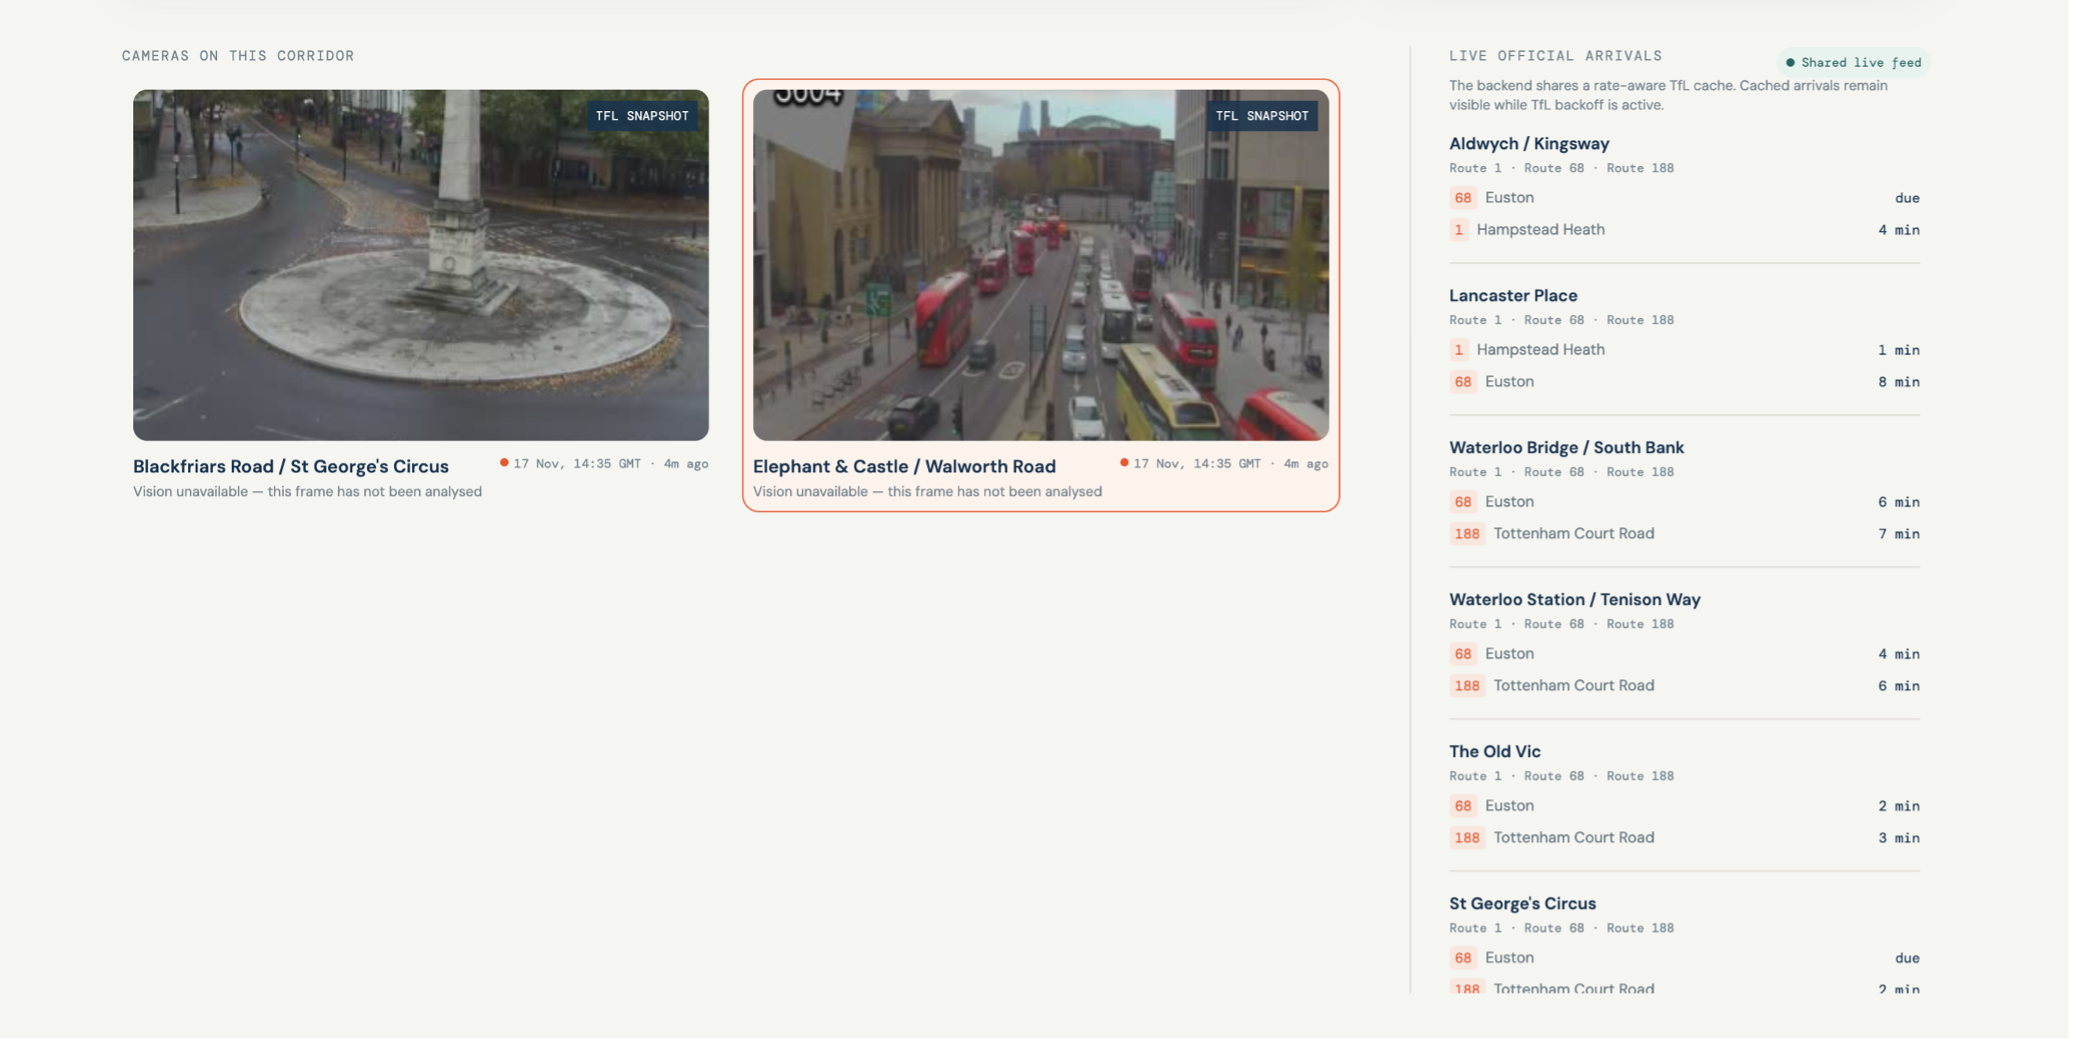 CAMERAS ON THIS CORRIDOR
TFL SNAPSHOT
Blackfriars Road / St George's Circus
17 Nov, 14:35 GMT · 4m ago
Vision unavailable — this frame has not been analysed
5604
TFL SNAPSHOT
Elephant & Castle / Walworth Road
17 Nov, 14:35 GMT · 4m ago
Vision unavailable — this frame has not been analysed
LIVE OFFICIAL ARRIVALS
Shared live feed
The backend shares a rate-aware TfL cache. Cached arrivals remain
visible while TfL backoff is active.
Aldwych / Kingsway
Route 1 · Route 68 · Route 188
68 Euston due
1 Hampstead Heath 4 min
Lancaster Place
Route 1 · Route 68 · Route 188
1 Hampstead Heath 1 min
68 Euston 8 min
Waterloo Bridge / South Bank
Route 1 · Route 68 · Route 188
68 Euston 6 min
188 Tottenham Court Road 7 min
Waterloo Station / Tenison Way
Route 1 · Route 68 · Route 188
68 Euston 4 min
188 Tottenham Court Road 6 min
The Old Vic
Route 1 · Route 68 · Route 188
68 Euston 2 min
188 Tottenham Court Road 3 min
St George's Circus
Route 1 · Route 68 · Route 188
68 Euston due
188 Tottenham Court Road 2 min